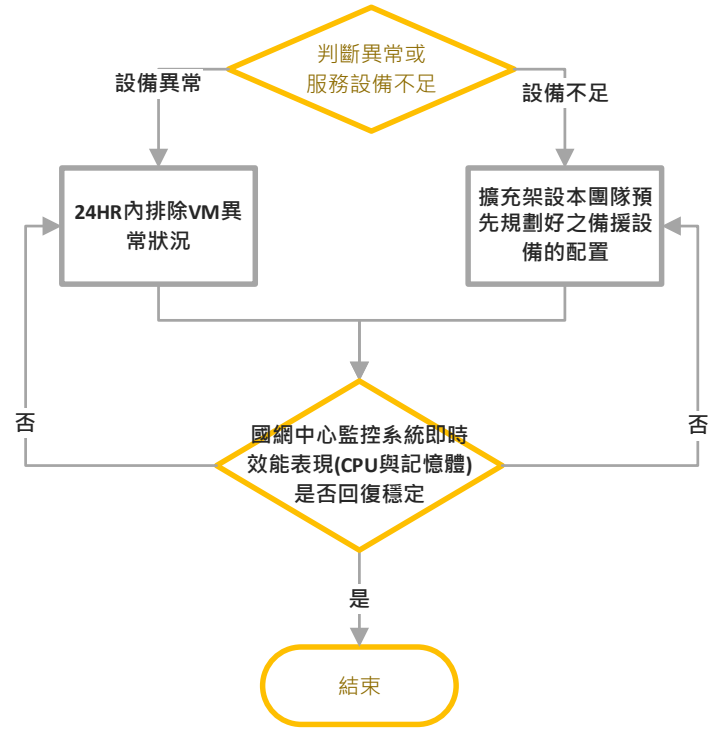 判斷異常或
服務設備不足
設備異常
設備不足
24HR內排除VM異
常狀況
擴充架設本團隊預
先規劃好之備援設
備的配置
否
國網中心監控系統即時
效能表現(CPU與記憶體)
是否回復穩定
否
是
結束